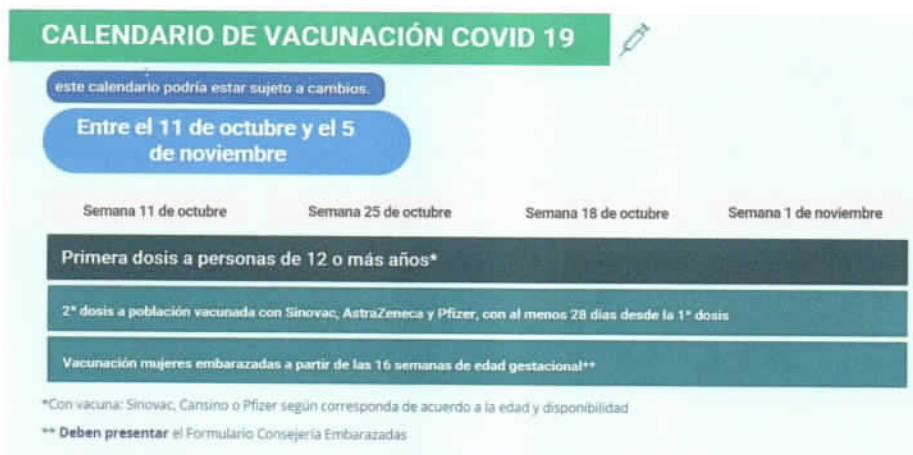 CALENDARIO DE VACUNACIÓN COVID 19
este calendario podría estar sujeto a cambios.
Entre el 11 de octubre y el 5
de noviembre
Semana 11 de octubre Semana 25 de octubre Semana 18 de octubre Semana 1 de noviembre
Primera dosis a personas de 12 o más años*
2° dosis a población vacunada con Sinovac, AstraZeneca y Pfizer, con al menos 28 días desde la 1° dosis
Vacunación mujeres embarazadas a partir de las 16 semanas de edad gestacional**
*Con vacuna: Sinovac, Cansino o Pfizer según corresponda de acuerdo a la edad y disponibilidad
** Deben presentar el Formulario Consejería Embarazadas